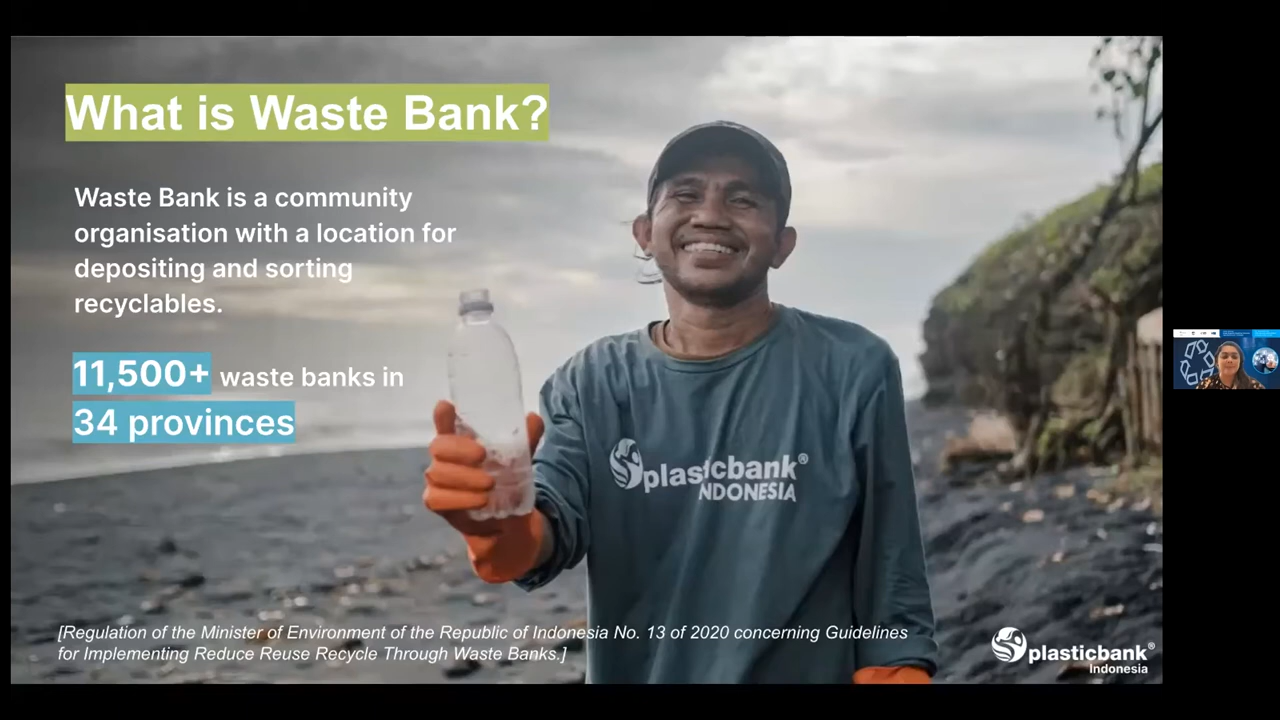 What is Waste Bank?
Waste Bank is a community
organisation with a location for
depositing and sorting
recyclables.
11,500+ waste banks in
34 provinces
plasticbank®
INDONESIA
[Regulation of the Minister of Environment of the Republic of Indonesia No. 13 of 2020 concerning Guidelines
for Implementing Reduce Reuse Recycle Through Waste Banks.]
plasticbank®
Indonesia